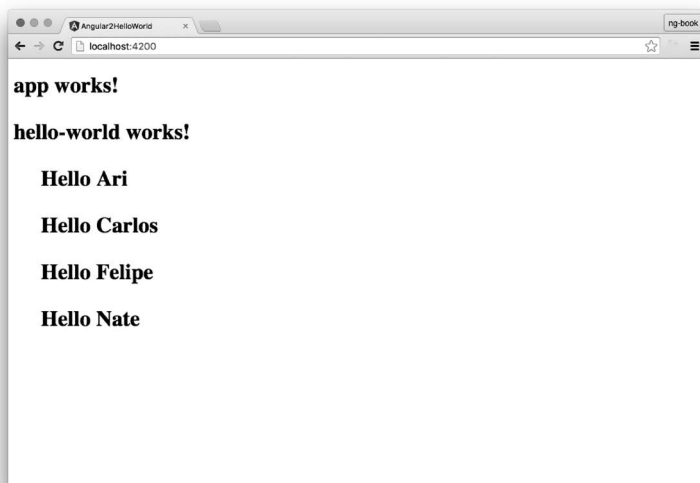 Angular2HelloWorld
ng-book
localhost:4200
app works!
hello-world works!
Hello Ari
Hello Carlos
Hello Felipe
Hello Nate